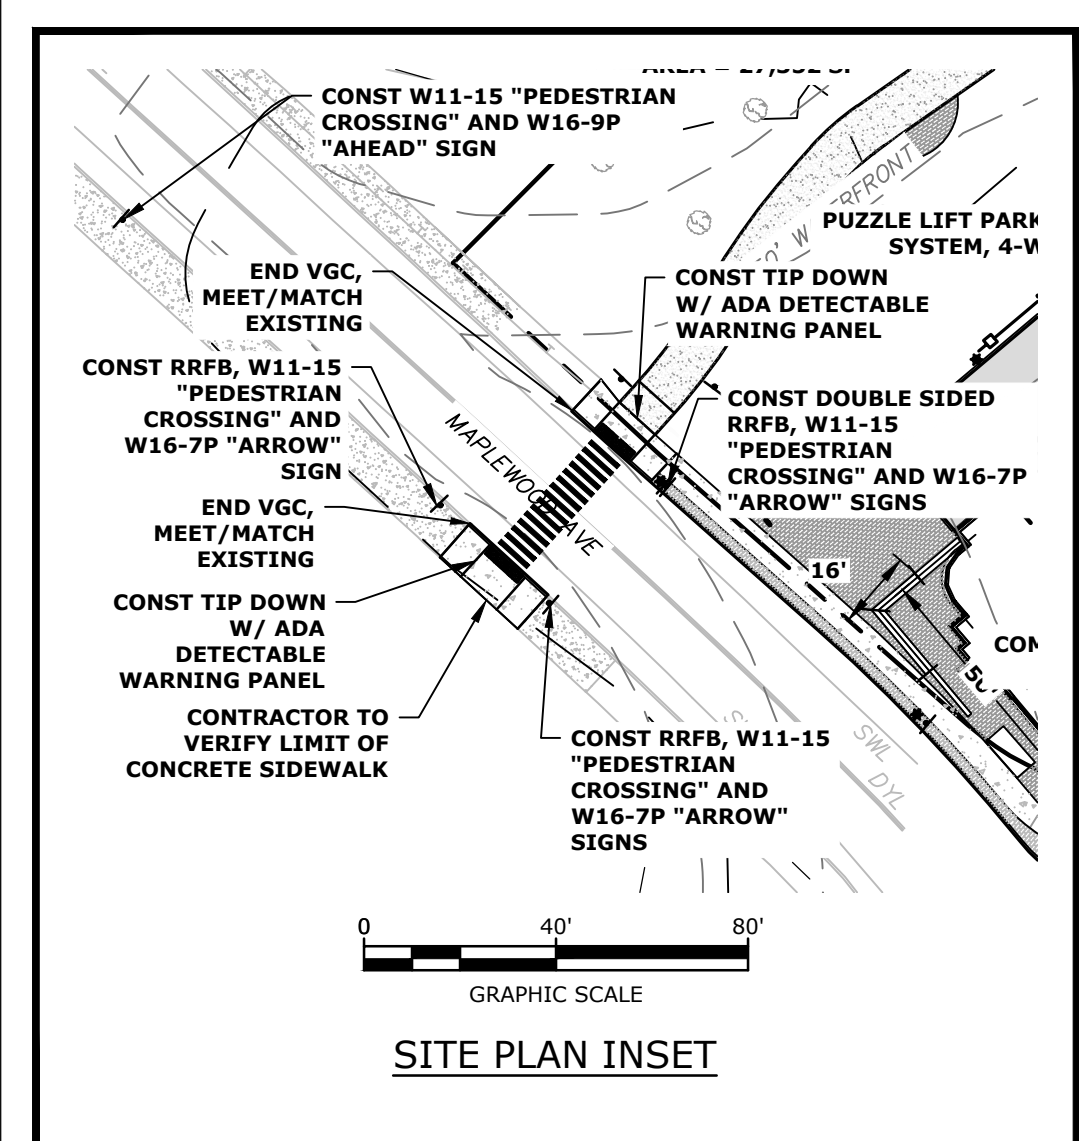 CONST W11-15 "PEDESTRIAN
CROSSING" AND W16-9P
"AHEAD" SIGN
PUZZLE LIFT PARK
SYSTEM, 4-W
END VGC,
MEET/MATCH
EXISTING
CONST TIP DOWN
W/ ADA DETECTABLE
WARNING PANEL
CONST RRFB, W11-15
"PEDESTRIAN
CROSSING" AND
W16-7P "ARROW"
SIGN
CONST DOUBLE SIDED
RRFB, W11-15
"PEDESTRIAN
CROSSING" AND W16-7P
"ARROW" SIGNS
MAPLEWOOD AVE
END VGC,
MEET/MATCH
EXISTING
16'
50'
CONST TIP DOWN
W/ ADA
DETECTABLE
WARNING PANEL
CONTRACTOR TO
VERIFY LIMIT OF
CONCRETE SIDEWALK
CONST RRFB, W11-15
"PEDESTRIAN
CROSSING" AND
W16-7P "ARROW"
SIGNS
SWL
DYL
0 40' 80'
GRAPHIC SCALE
SITE PLAN INSET